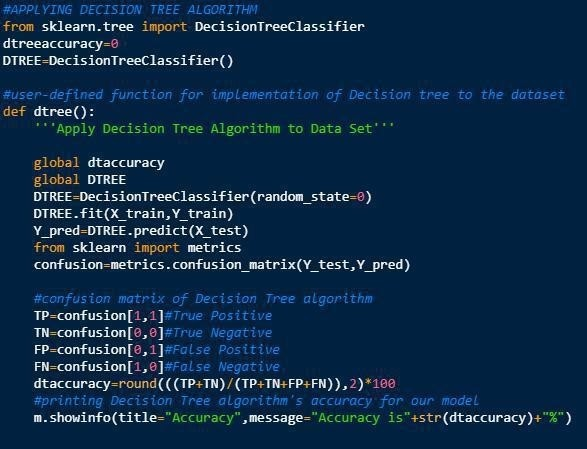 #APPLYING DECISION TREE ALGORITHM
from sklearn.tree import DecisionTreeClassifier
dtreeaccuracy=0
DTREE=DecisionTreeClassifier()

#user-defined function for implementation of Decision tree to the dataset
def dtree():
    '''Apply Decision Tree Algorithm to Data Set'''

    global dtaccuracy
    global DTREE
    DTREE=DecisionTreeClassifier(random_state=0)
    DTREE.fit(X_train,Y_train)
    Y_pred=DTREE.predict(X_test)
    from sklearn import metrics
    confusion=metrics.confusion_matrix(Y_test,Y_pred)

    #confusion matrix of Decision Tree algorithm
    TP=confusion[1,1]#True Positive
    TN=confusion[0,0]#True Negative
    FP=confusion[0,1]#False Positive
    FN=confusion[1,0]#False Negative
    dtaccuracy=round(((TP+TN)/(TP+TN+FP+FN)),2)*100
    #printing Decision Tree algorithm's accuracy for our model
    m.showinfo(title="Accuracy",message="Accuracy is"+str(dtaccuracy)+"%")